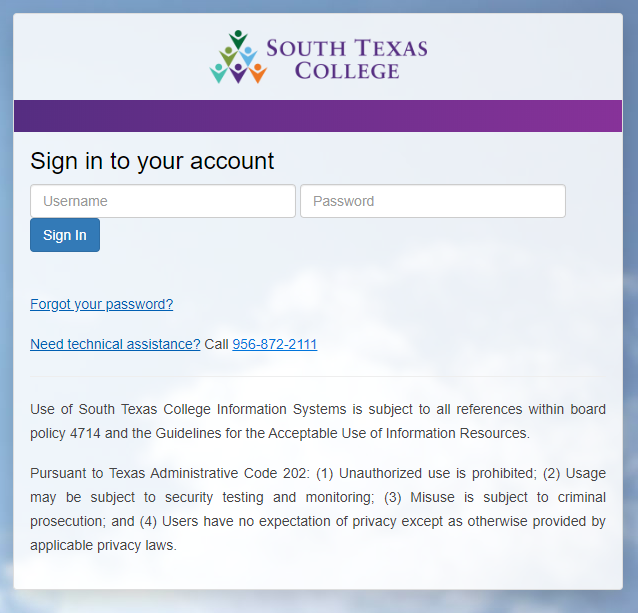 SOUTH TEXAS
COLLEGE
Sign in to your account
Username Password
Sign In
Forgot your password?
Need technical assistance? Call 956-872-2111
Use of South Texas College Information Systems is subject to all references within board
policy 4714 and the Guidelines for the Acceptable Use of Information Resources.
Pursuant to Texas Administrative Code 202: (1) Unauthorized use is prohibited; (2) Usage
may be subject to security testing and monitoring; (3) Misuse is subject to criminal
prosecution; and (4) Users have no expectation of privacy except as otherwise provided by
applicable privacy laws.